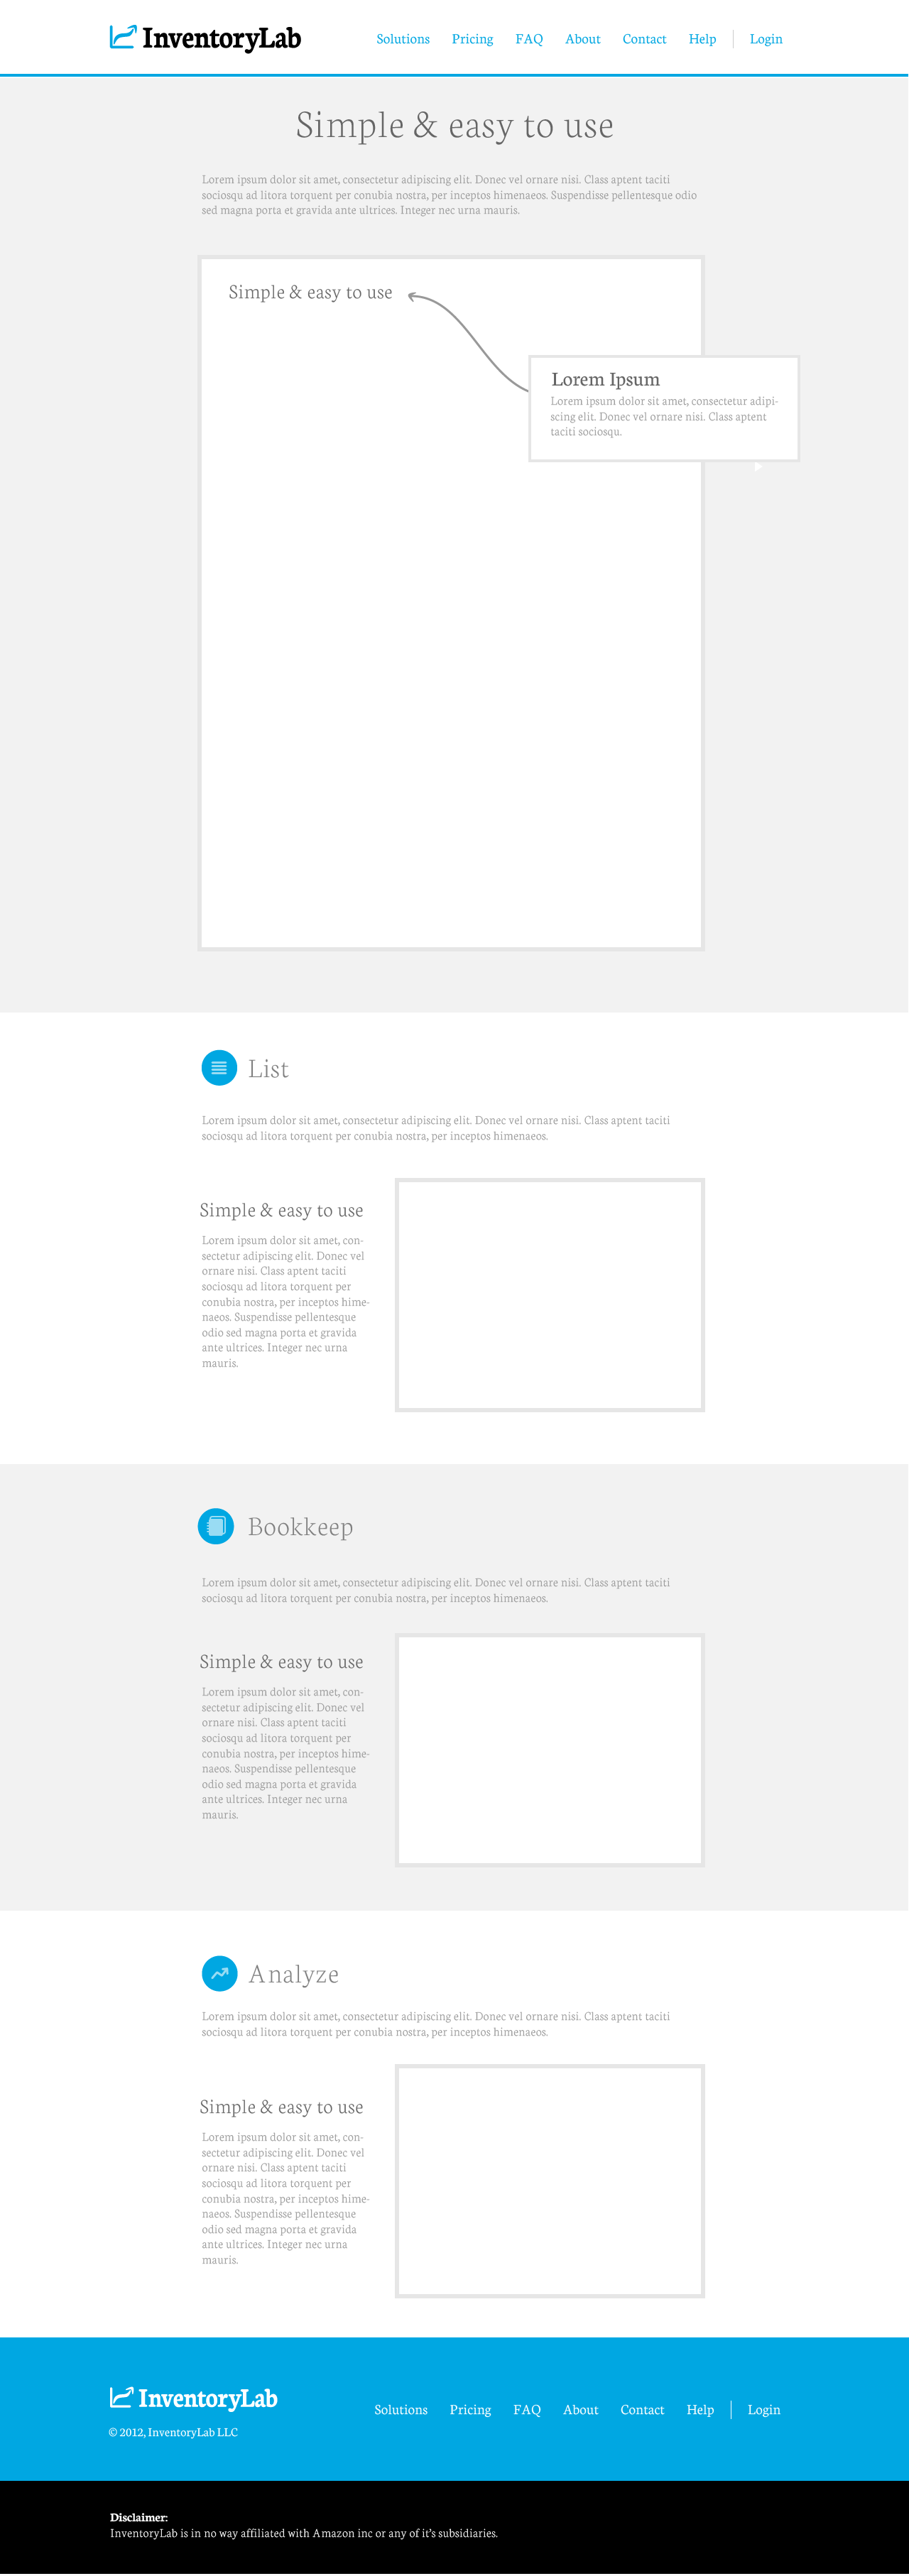 InventoryLab
Solutions Pricing FAQ About Contact Help Login
Simple & easy to use
Lorem ipsum dolor sit amet, consectetur adipiscing elit. Donec vel ornare nisi. Class aptent taciti
sociosqu ad litora torquent per conubia nostra, per inceptos himenaeos. Suspendisse pellentesque odio
sed magna porta et gravida ante ultrices. Integer nec urna mauris.
Simple & easy to use
Lorem Ipsum
Lorem ipsum dolor sit amet, consectetur adipi-
scing elit. Donec vel ornare nisi. Class aptent
taciti sociosqu.
List
Lorem ipsum dolor sit amet, consectetur adipiscing elit. Donec vel ornare nisi. Class aptent taciti
sociosqu ad litora torquent per conubia nostra, per inceptos himenaeos.
Simple & easy to use
Lorem ipsum dolor sit amet, con-
sectetur adipiscing elit. Donec vel
ornare nisi. Class aptent taciti
sociosqu ad litora torquent per
conubia nostra, per inceptos hime-
naeos. Suspendisse pellentesque
odio sed magna porta et gravida
ante ultrices. Integer nec urna
mauris.
Bookkeep
Lorem ipsum dolor sit amet, consectetur adipiscing elit. Donec vel ornare nisi. Class aptent taciti
sociosqu ad litora torquent per conubia nostra, per inceptos himenaeos.
Simple & easy to use
Lorem ipsum dolor sit amet, con-
sectetur adipiscing elit. Donec vel
ornare nisi. Class aptent taciti
sociosqu ad litora torquent per
conubia nostra, per inceptos hime-
naeos. Suspendisse pellentesque
odio sed magna porta et gravida
ante ultrices. Integer nec urna
mauris.
Analyze
Lorem ipsum dolor sit amet, consectetur adipiscing elit. Donec vel ornare nisi. Class aptent taciti
sociosqu ad litora torquent per conubia nostra, per inceptos himenaeos.
Simple & easy to use
Lorem ipsum dolor sit amet, con-
sectetur adipiscing elit. Donec vel
ornare nisi. Class aptent taciti
sociosqu ad litora torquent per
conubia nostra, per inceptos hime-
naeos. Suspendisse pellentesque
odio sed magna porta et gravida
ante ultrices. Integer nec urna
mauris.
InventoryLab
Solutions Pricing FAQ About Contact Help Login
© 2012, InventoryLab LLC
Disclaimer:
InventoryLab is in no way affiliated with Amazon inc or any of it's subsidiaries.